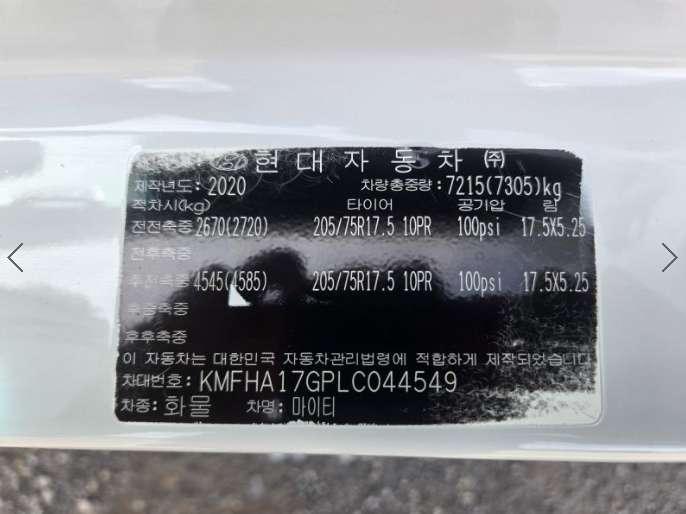 현대자동차㈜
제작년도: 2020 차량총중량: 7215(7305)kg
적차시(kg) 타이어 공기압 림
전전축중 2670(2720) 205/75R17.5 10PR 100psi 17.5X5.25
전후축중
후전축중 4545(4585) 205/75R17.5 10PR 100psi 17.5X5.25
후중축중
후후축중
이 자동차는 대한민국 자동차관리법령에 적합하게 제작되었습니다
차대번호: KMFHA17GPLC044549
차종: 화물 차명: 마이티